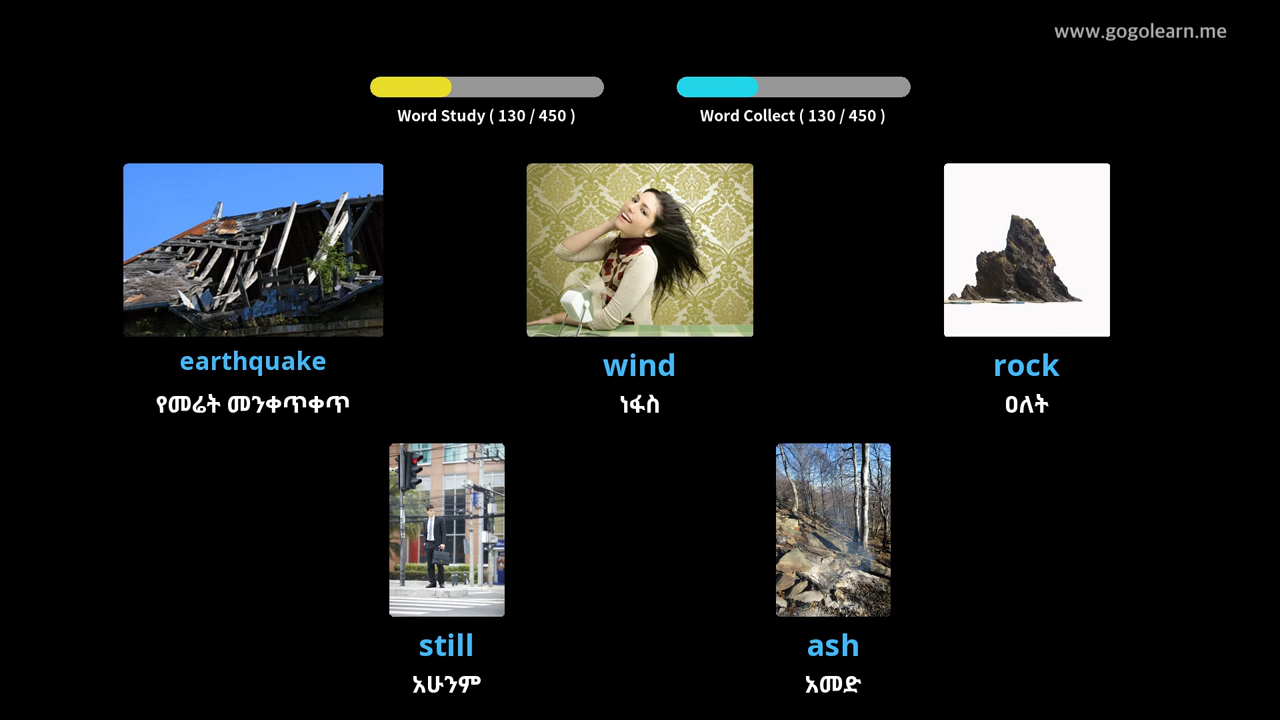 www.gogolearn.me
Word Study ( 130 / 450 )
Word Collect ( 130 / 450 )
earthquake
የመሬት መንቀጥቀጥ
wind
ነፋስ
rock
ዐለት
still
አሁንም
ash
አመድ